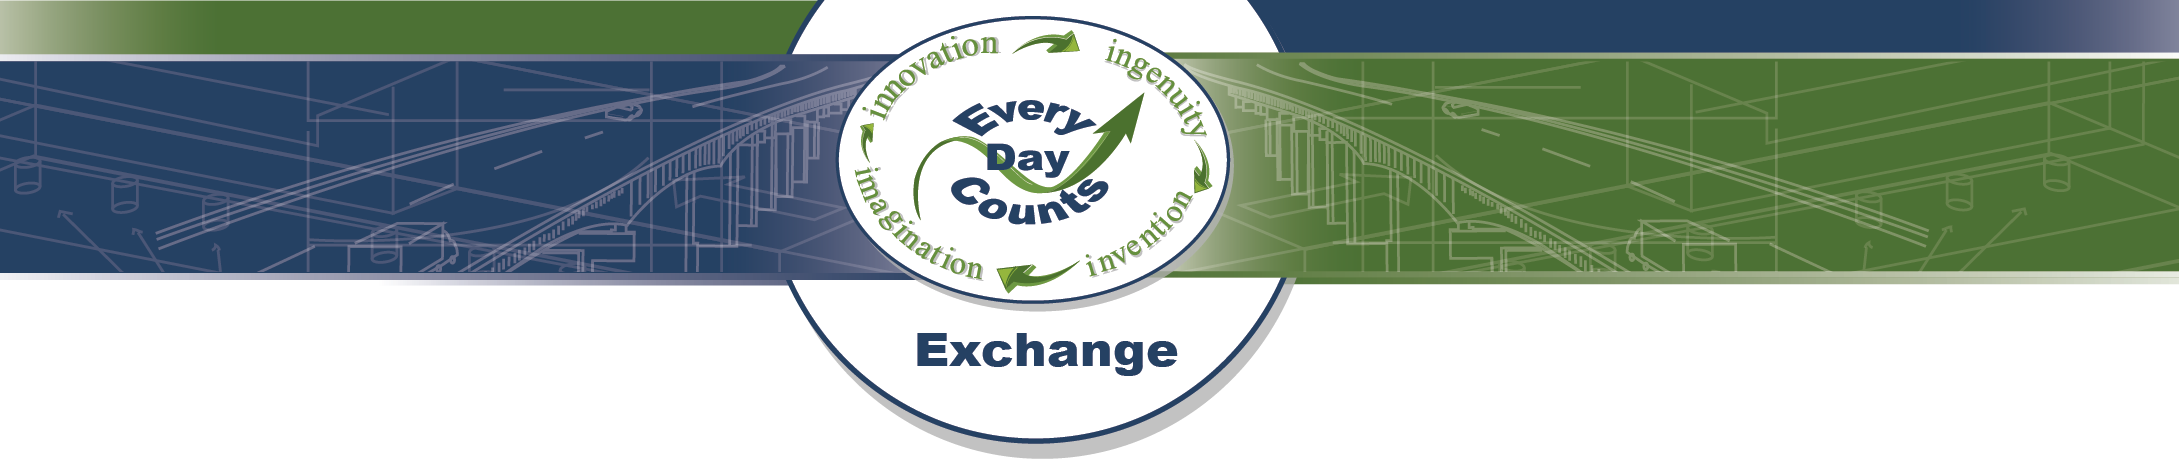 innovation
ingenuity
invention
imagination
Every
Day
Counts
Exchange